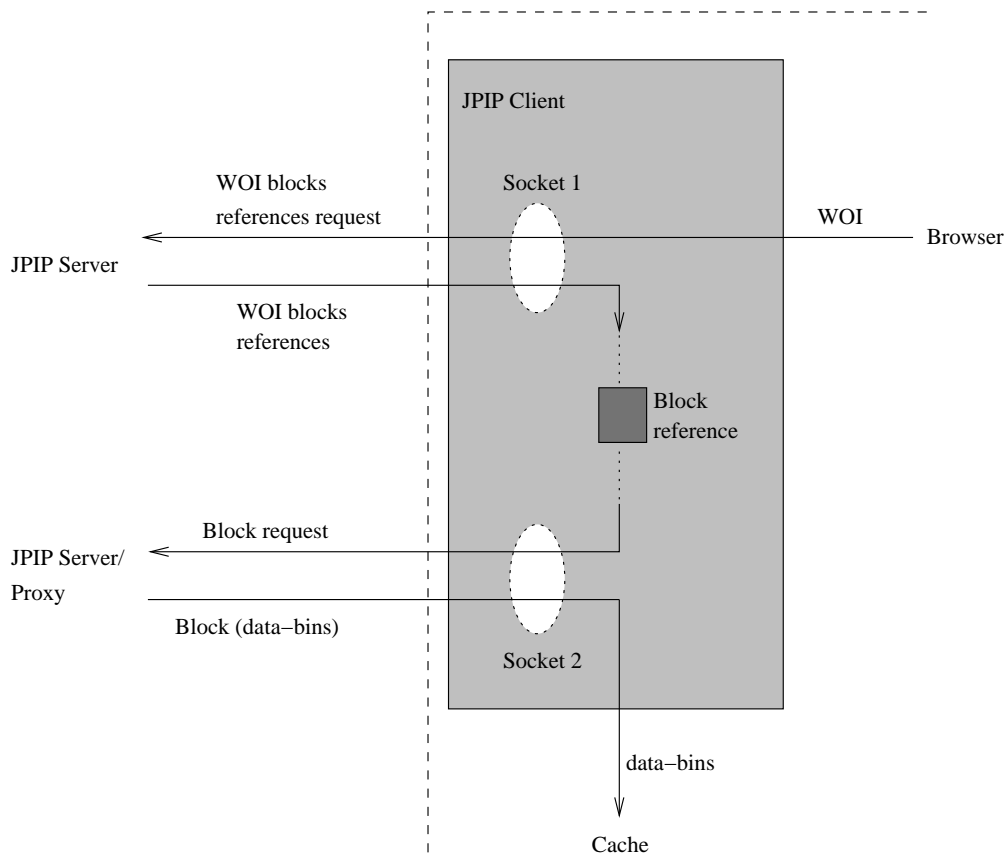 JPIP Client
WOI blocks
references request
Socket 1
WOI
Browser
JPIP Server
WOI blocks
references
Block
reference
Block request
JPIP Server/
Proxy
Block (data−bins)
Socket 2
data−bins
Cache